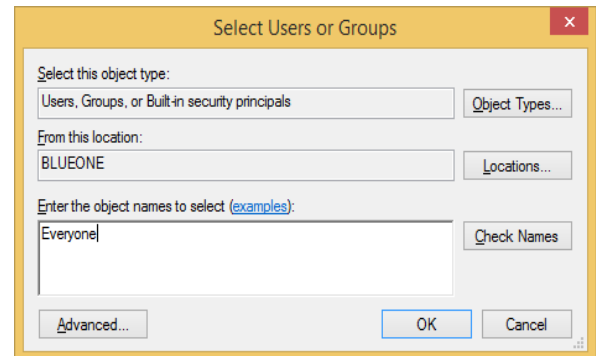 Select Users or Groups
Select this object type:
Users, Groups, or Built-in security principals
Object Types...
From this location:
BLUEONE
Locations...
Enter the object names to select (examples):
Everyone
Check Names
Advanced...
OK
Cancel